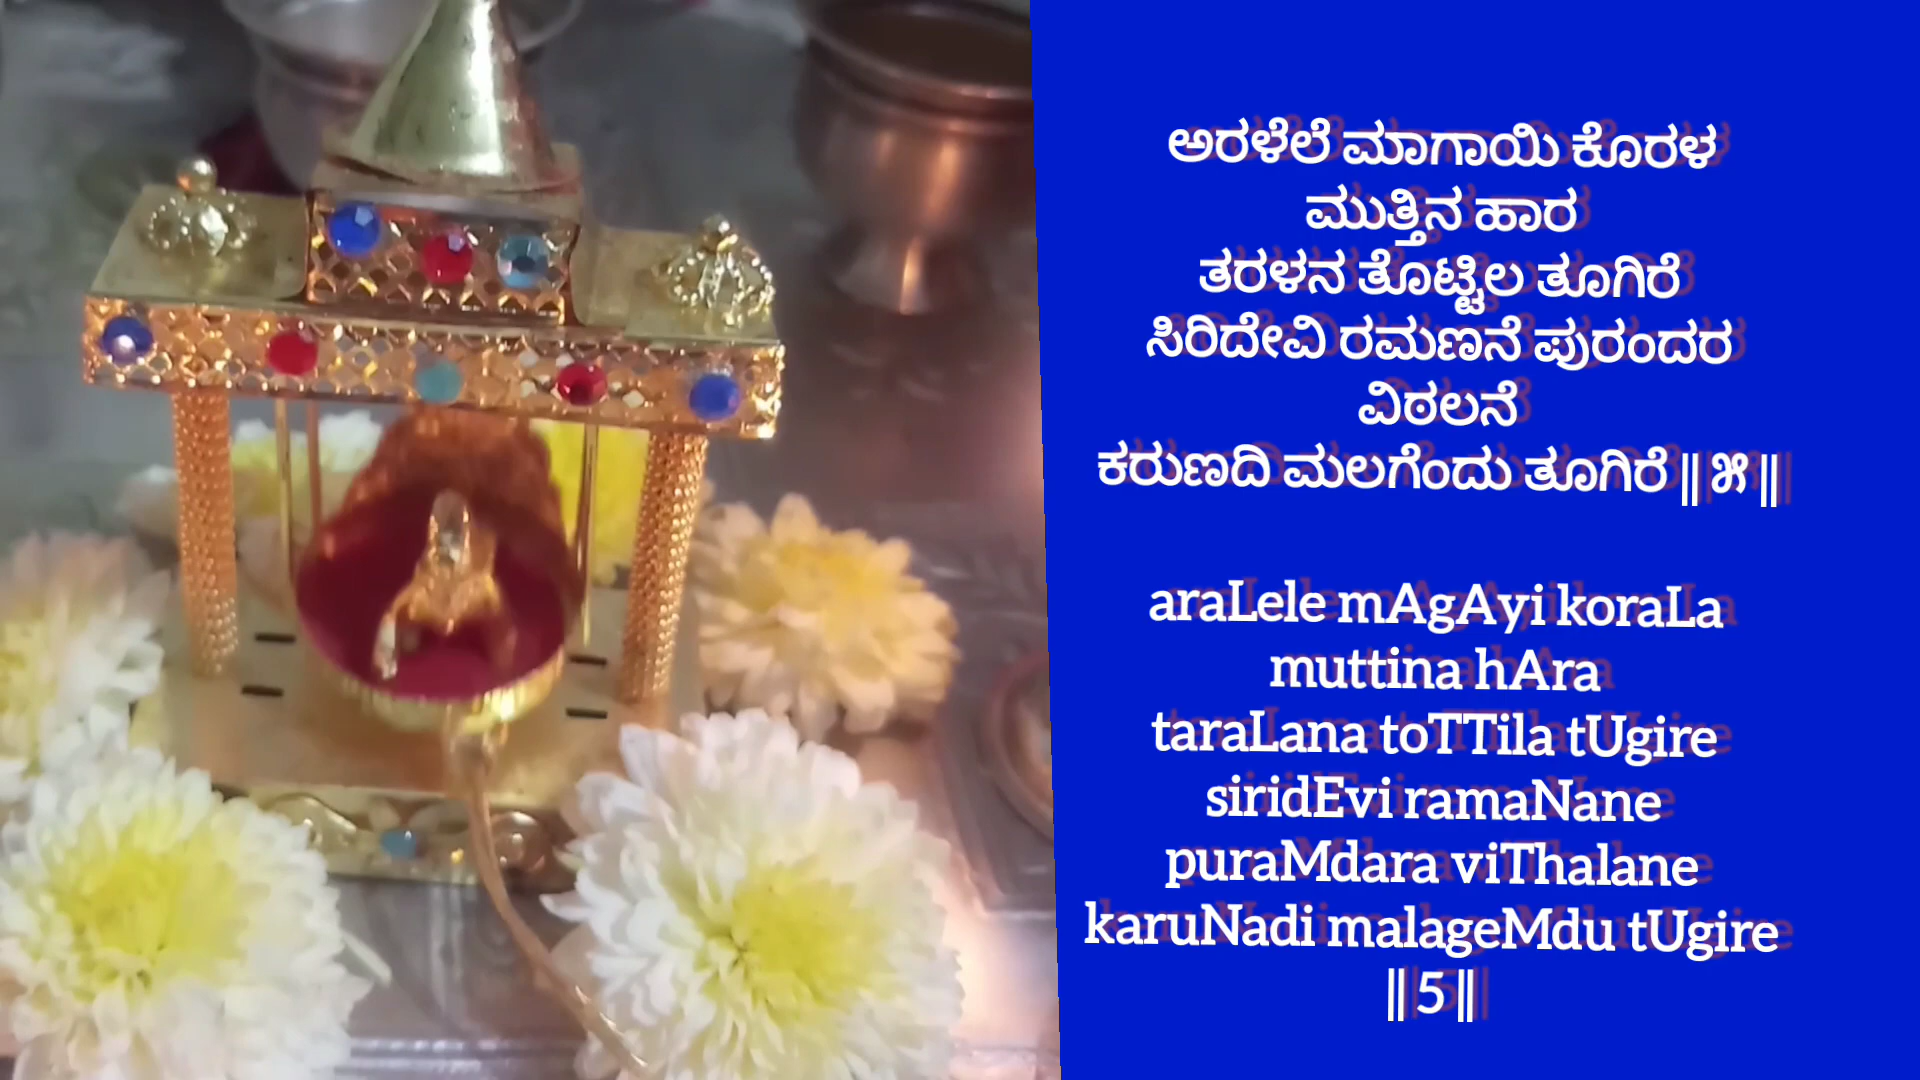 ಅರಳೆಲೆ ಮಾಗಾಯಿ ಕೊರಳ
ಮುತ್ತಿನ ಹಾರ
ತರಳನ ತೊಟ್ಟಿಲ ತೂಗಿರೆ
ಸಿರಿದೇವಿ ರಮಣನೆ ಪುರಂದರ
ವಿಠಲನೆ
ಕರುಣದಿ ಮಲಗೆಂದು ತೂಗಿರೆ || ೫ ||
araLele mAgAyi koraLa
muttina hAra
taraLana toTTila tUgire
siridEvi ramaNane
puraMdara viThalane
karuNadi malageMdu tUgire
|| 5 ||